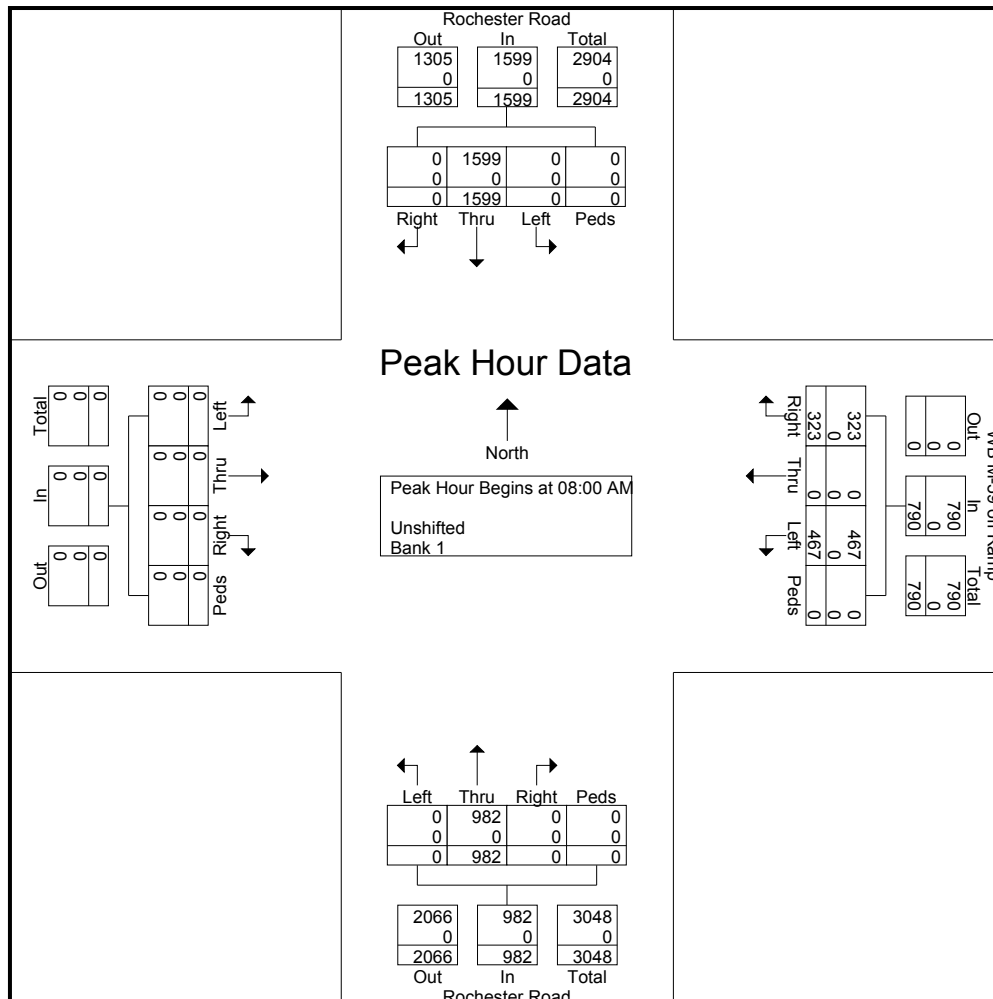 Rochester Road
Out In Total
1305 1599 2904
0 0 0
1305 1599 2904
0 1599 0 0
0 0 0 0
0 1599 0 0
Right Thru Left Peds
Peak Hour Data
North
Peak Hour Begins at 08:00 AM
Unshifted
Bank 1
Total In Out
0 0 0
0 0 0
0 0 0
Left Thru Right Peds
0 0 0 0
0 0 0 0
0 0 0 0
Right Thru Left Peds
323 0 467 0
0 0 0 0
323 0 467 0
Out In Total
0 790 790
0 0 0
0 790 790
Left Thru Right Peds
0 982 0 0
0 0 0 0
0 982 0 0
2066 982 3048
0 0 0
2066 982 3048
Out In Total
Rochester Road